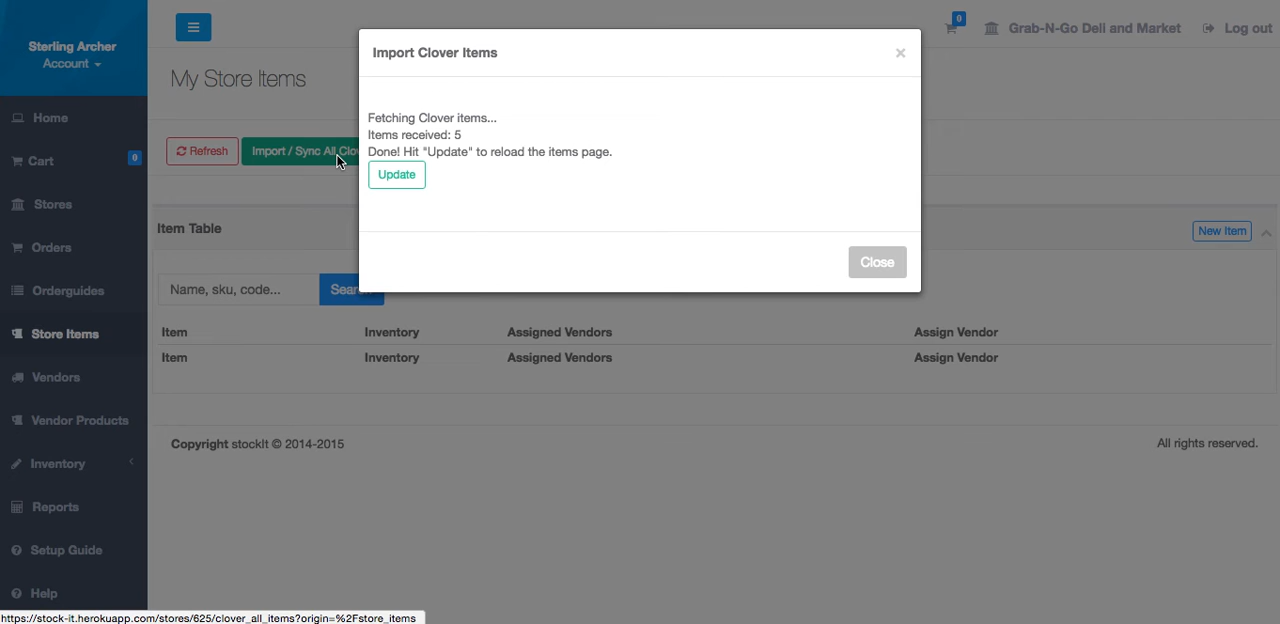 Sterling Archer
Account
Home
Cart
0
Stores
Orders
Orderguides
Store Items
Vendors
Vendor Products
Inventory
Reports
Setup Guide
Help
0
Grab-N-Go Deli and Market
Log out
My Store Items
Refresh
Import / Sync All Clov
Import Clover Items
×
Fetching Clover items...
Items received: 5
Done! Hit "Update" to reload the items page.
Update
Close
Item Table
New Item
Name, sku, code...
Sear
Item Inventory Assigned Vendors Assign Vendor
Item Inventory Assigned Vendors Assign Vendor
Copyright stockIt © 2014-2015
All rights reserved.
https://stock-it.herokuapp.com/stores/625/clover_all_items?origin=%2Fstore_items